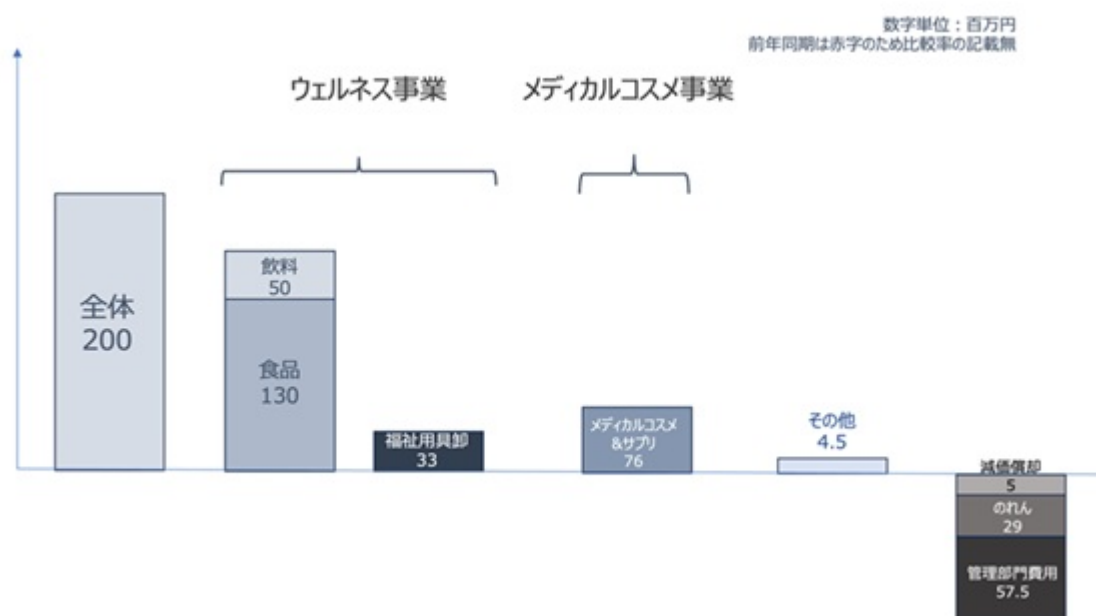 数字単位：百万円
前年同期は赤字のため比較率の記載無
ウェルネス事業
メディカルコスメ事業
全体
200
飲料
50
食品
130
福祉用具卸
33
メディカルコスメ
&サプリ
76
その他
4.5
減価償却
5
のれん
29
管理部門費用
57.5